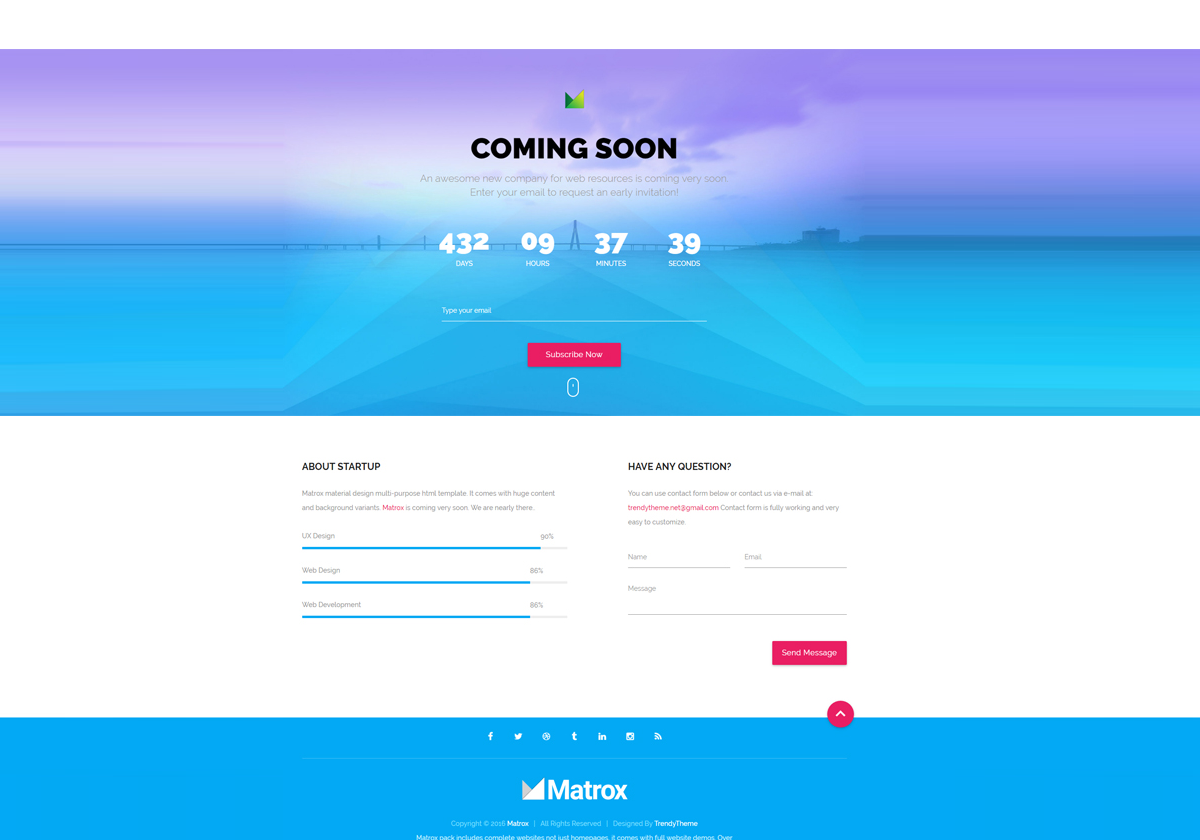 COMING SOON
An awesome new company for web resources is coming very soon.
Enter your email to request an early invitation!
432 09 37 39
DAYS HOURS MINUTES SECONDS
Type your email
Subscribe Now
ABOUT STARTUP
Matrox material design multi-purpose html template. It comes with huge content
and background variants. Matrox is coming very soon. We are nearly there..
UX Design 90%
Web Design 86%
Web Development 86%
HAVE ANY QUESTION?
You can use contact form below or contact us via e-mail at:
trendytheme.net@gmail.com Contact form is fully working and very
easy to customize.
Name Email
Message
Send Message
Matrox
Copyright © 2016 Matrox | All Rights Reserved | Designed By TrendyTheme
Matrox pack includes complete websites not just homepages, it comes with full website demos. Over